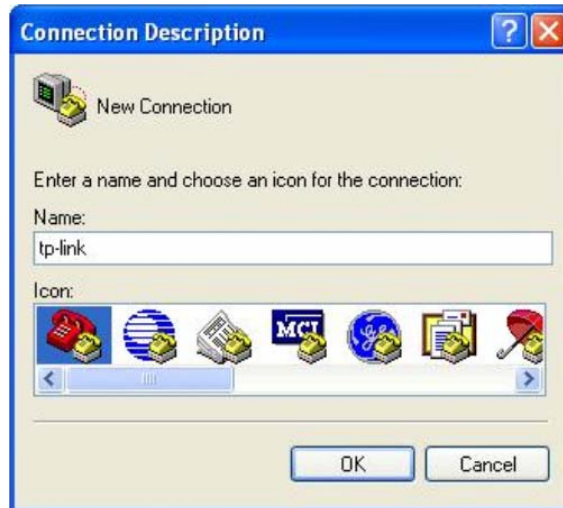 Connection Description
New Connection
Enter a name and choose an icon for the connection:
Name:
tp-link
Icon:
MCI
OK
Cancel